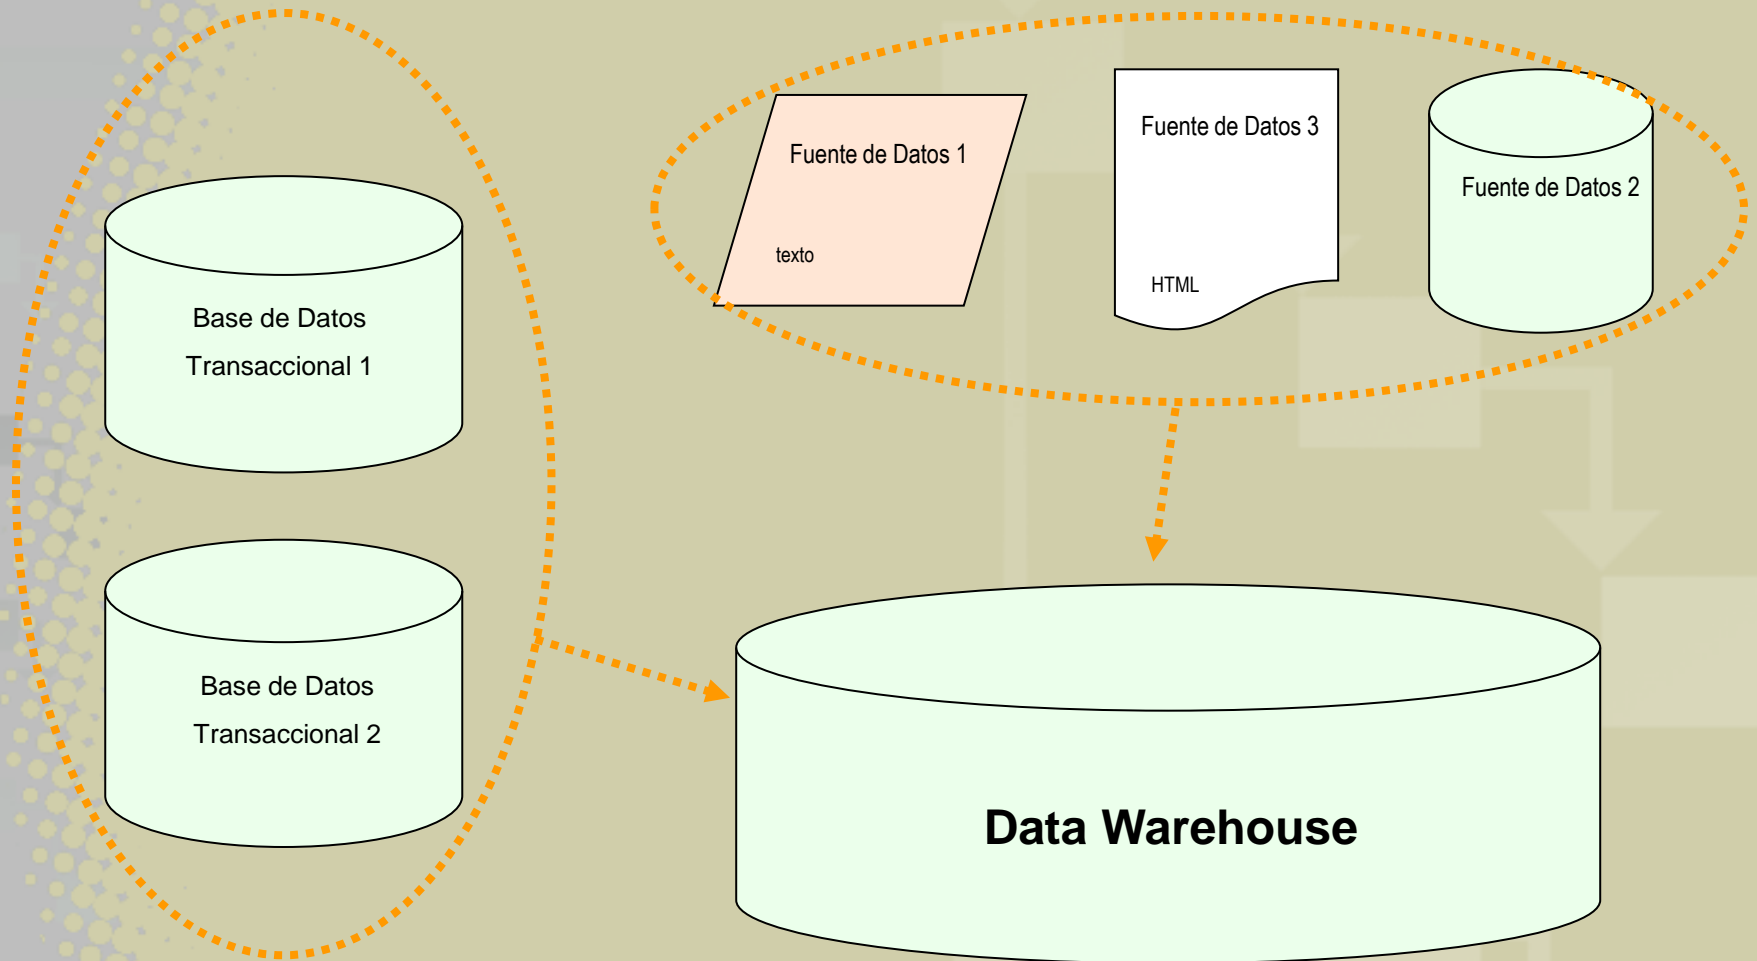 Fuente de Datos 1
texto
Fuente de Datos 3
HTML
Fuente de Datos 2
Base de Datos
Transaccional 1
Base de Datos
Transaccional 2
Data Warehouse